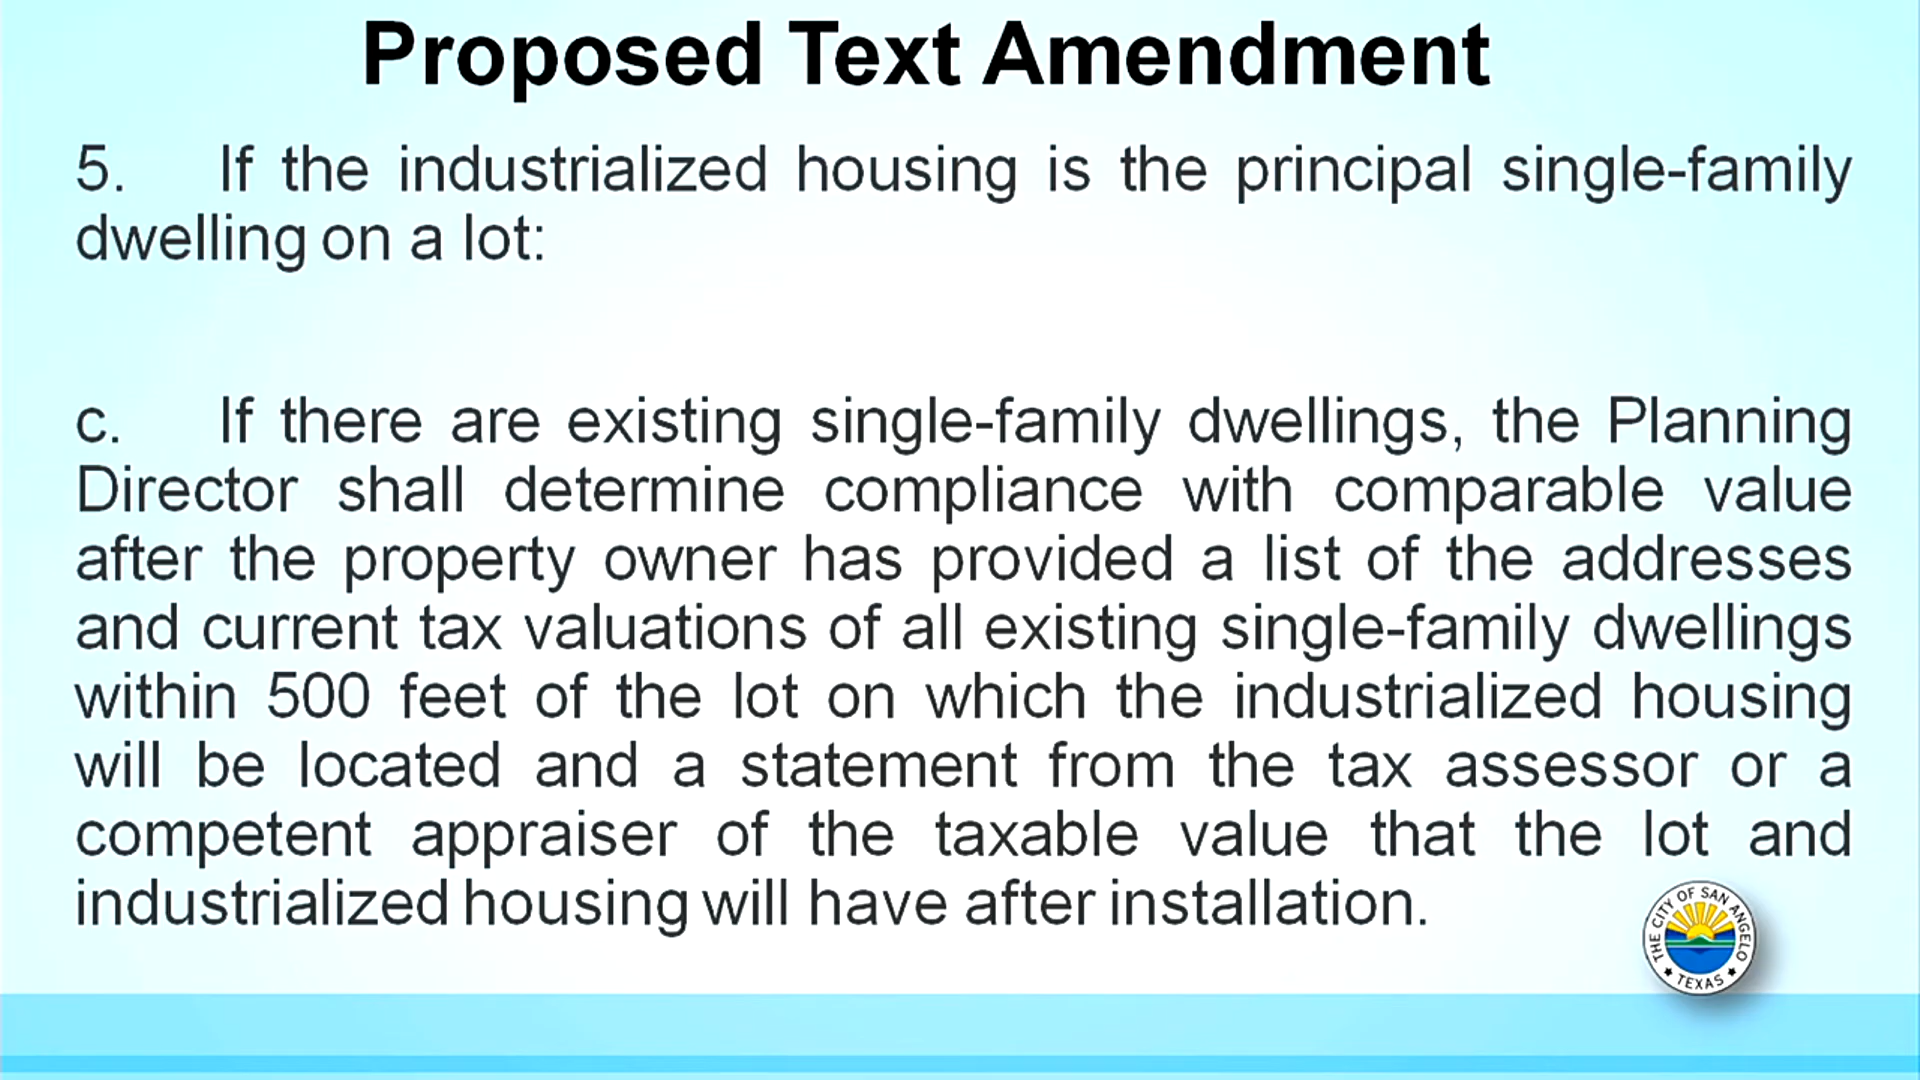 Proposed Text Amendment
5. If the industrialized housing is the principal single-family
dwelling on a lot:
c. If there are existing single-family dwellings, the Planning
Director shall determine compliance with comparable value
after the property owner has provided a list of the addresses
and current tax valuations of all existing single-family dwellings
within 500 feet of the lot on which the industrialized housing
will be located and a statement from the tax assessor or a
competent appraiser of the taxable value that the lot and
industrialized housing will have after installation.
THE CITY OF SAN ANGELO
TEXAS